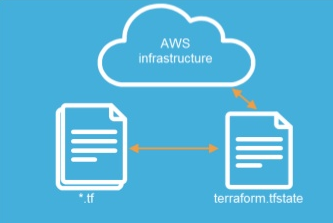 AWS
infrastructure
*.tf
terraform.tfstate